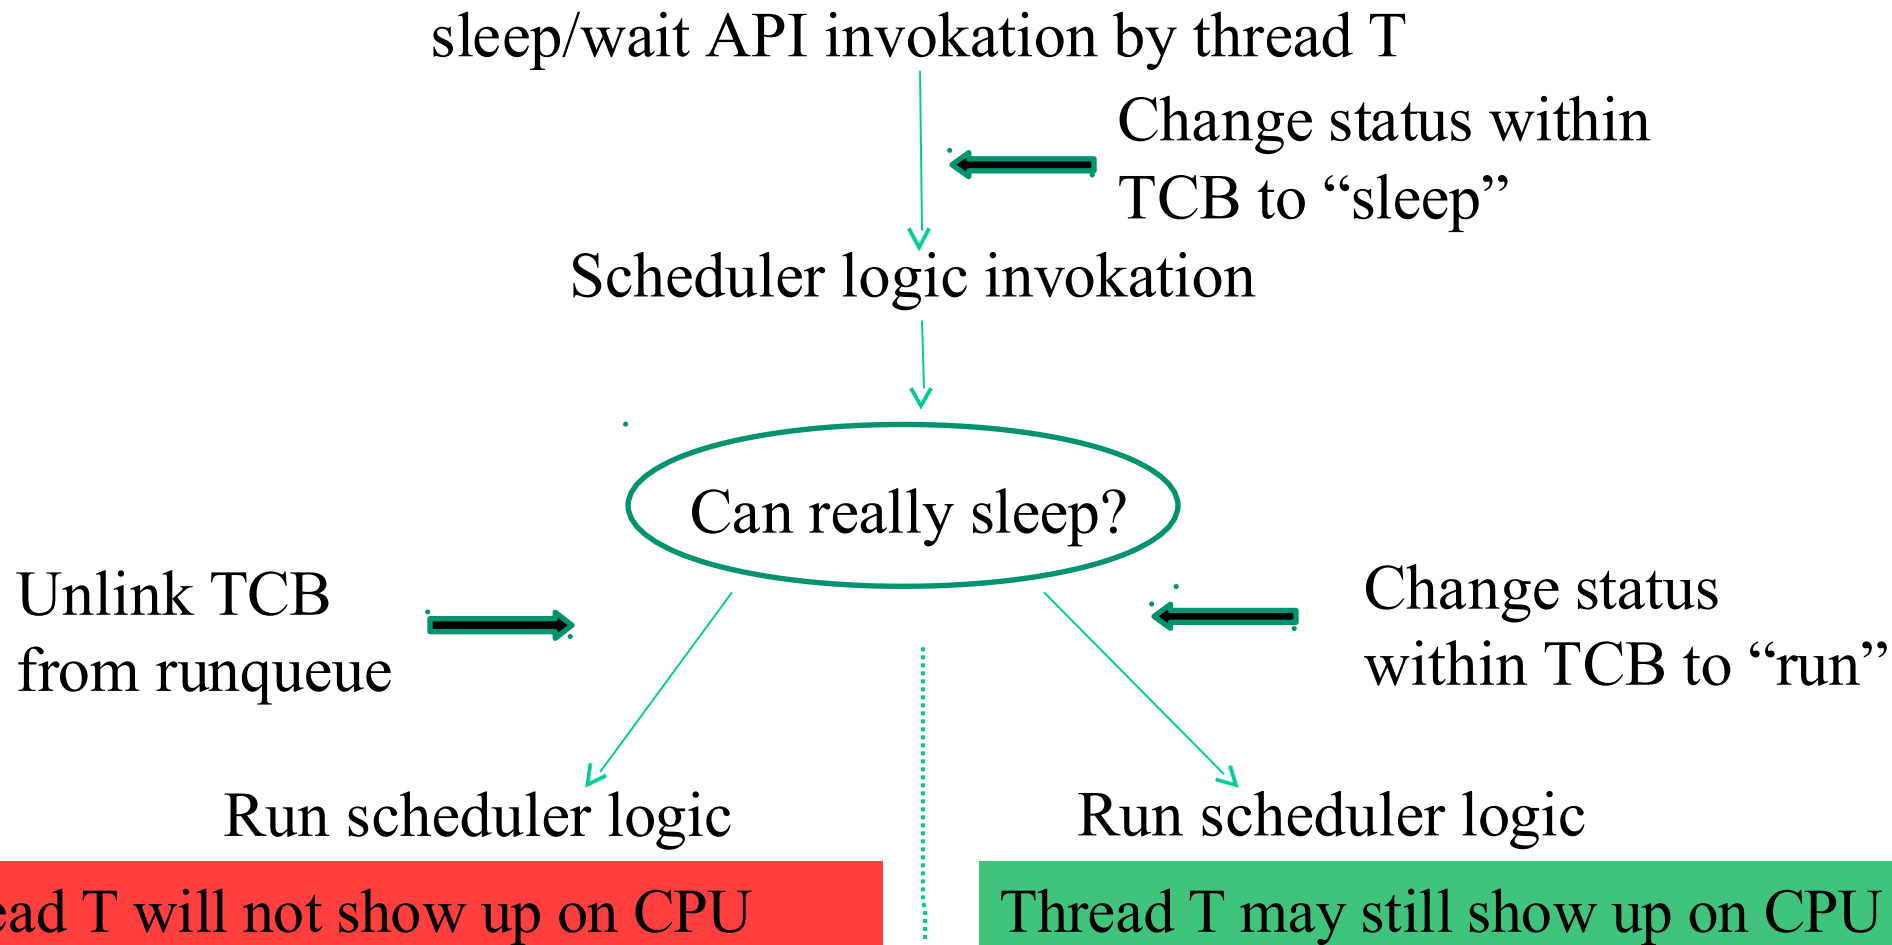 sleep/wait API invokation by thread T
Change status within
TCB to “sleep”
Scheduler logic invokation
Can really sleep?
Unlink TCB
from runqueue
Change status
within TCB to “run”
Run scheduler logic
Run scheduler logic
T will not show up on CPU
Thread T may still show up on CPU